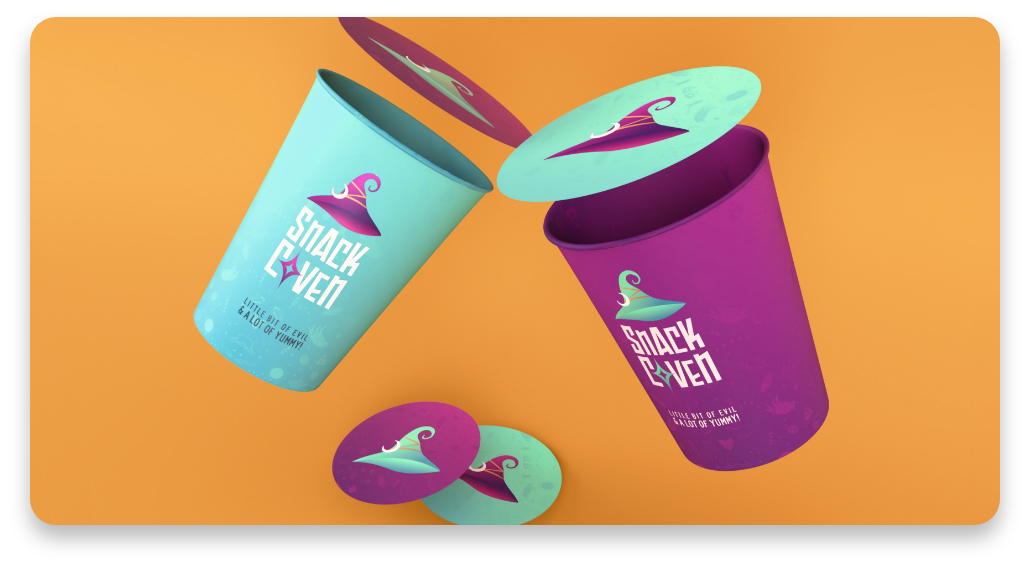 SNACK
COVEN
LITTLE BIT OF EVIL
& A LOT OF YUMMY!
SNACK
COVEN
LITTLE BIT OF EVIL
& A LOT OF YUMMY!